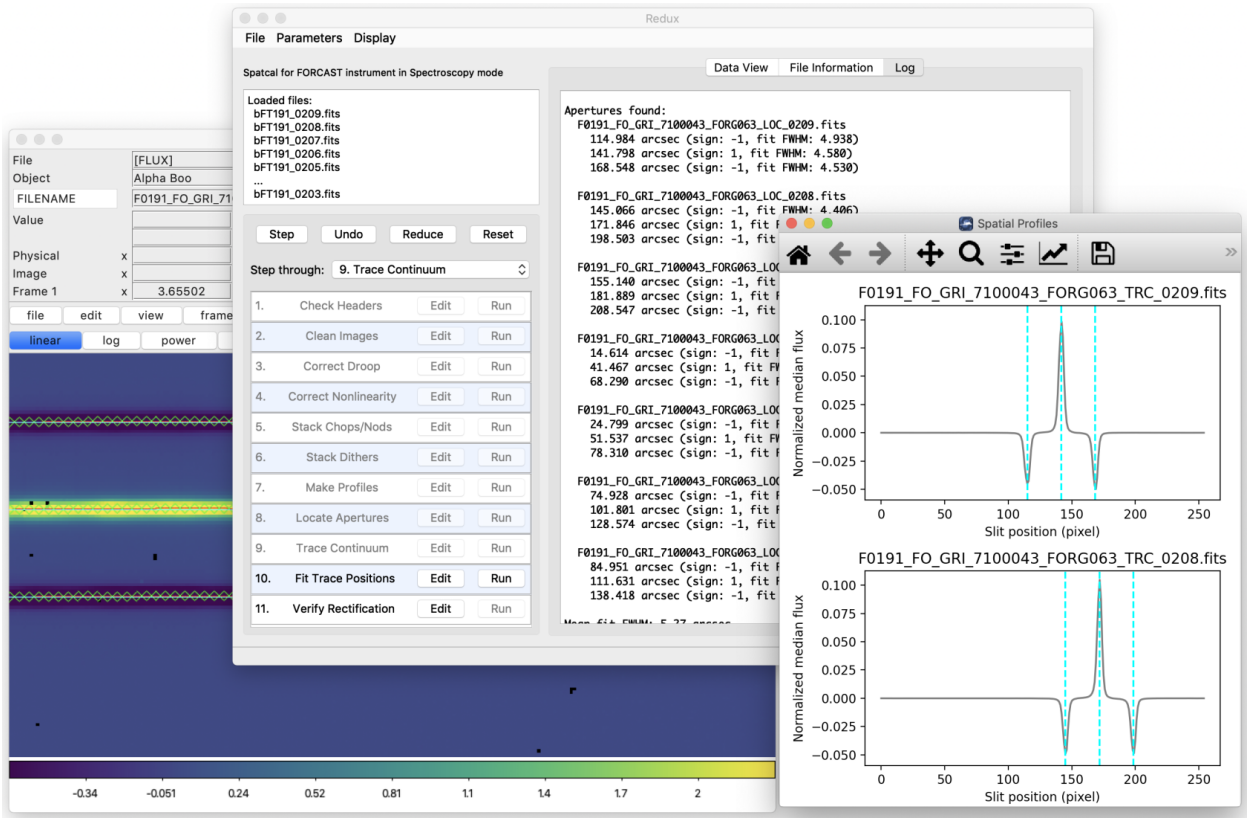 Redux
File Parameters Display
Spatcal for FORCAST instrument in Spectroscopy mode
Loaded files:
bFT191_0209.fits
bFT191_0208.fits
bFT191_0207.fits
bFT191_0206.fits
bFT191_0205.fits
...
bFT191_0203.fits
Step Undo Reduce Reset
Step through: 9. Trace Continuum
1. Check Headers Edit Run
2. Clean Images Edit Run
3. Correct Droop Edit Run
4. Correct Nonlinearity Edit Run
5. Stack Chops/Nods Edit Run
6. Stack Dithers Edit Run
7. Make Profiles Edit Run
8. Locate Apertures Edit Run
9. Trace Continuum Edit Run
10. Fit Trace Positions Edit Run
11. Verify Rectification Edit Run
Data View File Information Log
Apertures found:
F0191_FO_GRI_7100043_FORG063_LOC_0209.fits
114.984 arcsec (sign: -1, fit FWHM: 4.938)
141.798 arcsec (sign: 1, fit FWHM: 4.580)
168.548 arcsec (sign: -1, fit FWHM: 4.530)
F0191_FO_GRI_7100043_FORG063_LOC_0208.fits
145.066 arcsec (sign: -1, fit FWHM: 4.406)
171.846 arcsec (sign: 1, fit F
198.503 arcsec (sign: -1, fit
F0191_FO_GRI_7100043_FORG063_LOC
155.140 arcsec (sign: -1, fit
181.889 arcsec (sign: 1, fit F
208.547 arcsec (sign: -1, fit
F0191_FO_GRI_7100043_FORG063_LOC
14.614 arcsec (sign: -1, fit F
41.467 arcsec (sign: 1, fit FW
68.290 arcsec (sign: -1, fit F
F0191_FO_GRI_7100043_FORG063_LOC
24.799 arcsec (sign: -1, fit F
51.537 arcsec (sign: 1, fit FW
78.310 arcsec (sign: -1, fit F
F0191_FO_GRI_7100043_FORG063_LOC
74.928 arcsec (sign: -1, fit F
101.801 arcsec (sign: 1, fit F
128.574 arcsec (sign: -1, fit
F0191_FO_GRI_7100043_FORG063_LOC
84.951 arcsec (sign: -1, fit F
111.631 arcsec (sign: 1, fit F
138.418 arcsec (sign: -1, fit
Mean fit FWHM: 5.27 arcsec
File [FLUX]
Object Alpha Boo
FILENAME F0191_FO_GRI_710
Value
Physical x
Image x
Frame 1 x 3.65502
file edit view frame
linear log power
-0.34 -0.051 0.24 0.52 0.81 1.1 1.4 1.7 2
Spatial Profiles
F0191_FO_GRI_7100043_FORG063_TRC_0209.fits
0.100
0.075
0.050
0.025
0.000
−0.025
−0.050
Normalized median flux
0 50 100 150 200 250
Slit position (pixel)
F0191_FO_GRI_7100043_FORG063_TRC_0208.fits
0.100
0.075
0.050
0.025
0.000
−0.025
−0.050
Normalized median flux
0 50 100 150 200 250
Slit position (pixel)